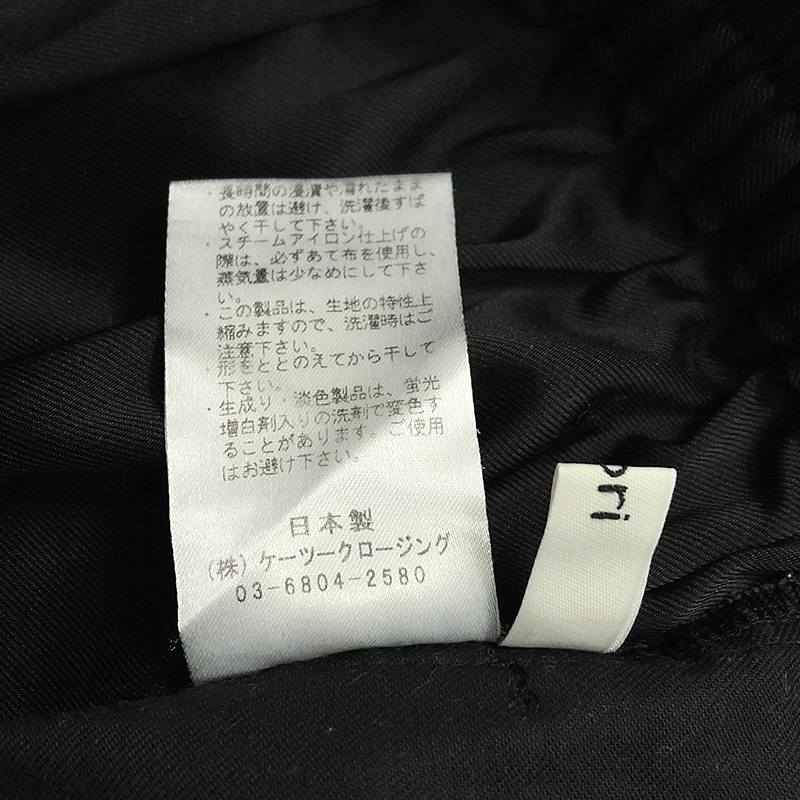 ・長時間の浸漬や濡れたまま
の放置は避け、洗濯後すば
やく干して下さい。
・スチームアイロン仕上げの
際は、必ずあて布を使用し、
蒸気量は少なめにして下さ
い。
・この製品は、生地の特性上
縮みますので、洗濯時はご
注意下さい。
・形をととのえてから干して
下さい。
・生成り・淡色製品は、蛍光
増白剤入りの洗剤で変色す
ることがあります。ご使用
はお避け下さい。
日本製
(株)ケーツークロージング
03-6804-2580
ori